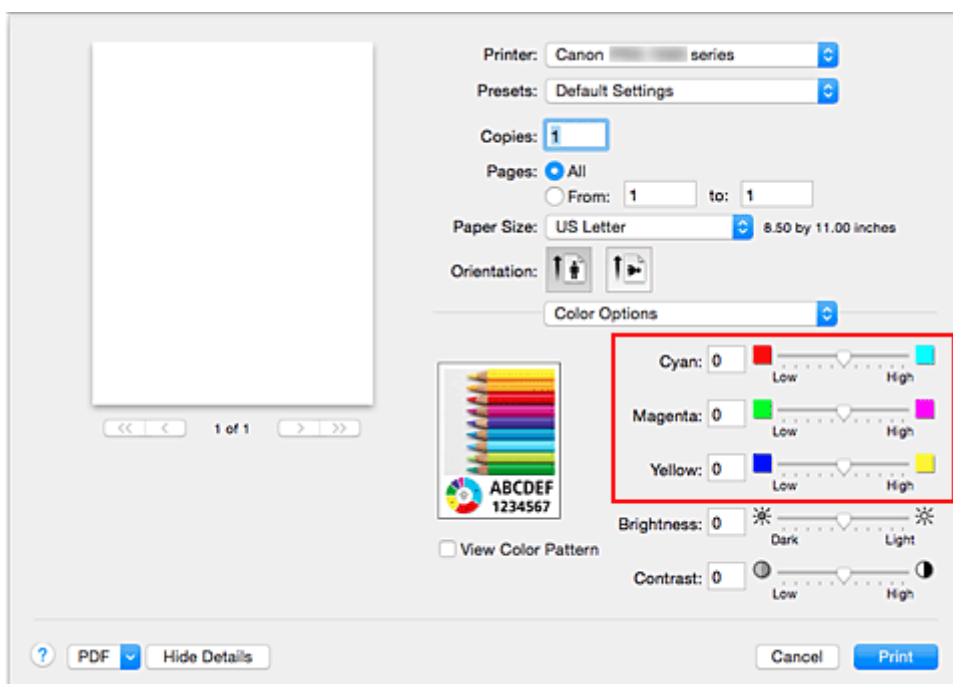 Printer: Canon series
Presets: Default Settings
Copies: 1
Pages: All
From: 1 to: 1
Paper Size: US Letter 8.50 by 11.00 inches
Orientation:
Color Options
Cyan: 0
Low High
Magenta: 0
Low High
Yellow: 0
Low High
Brightness: 0
Dark Light
Contrast: 0
Low High
<< < 1 of 1 > >>
ABCDEF
1234567
View Color Pattern
? PDF Hide Details Cancel Print